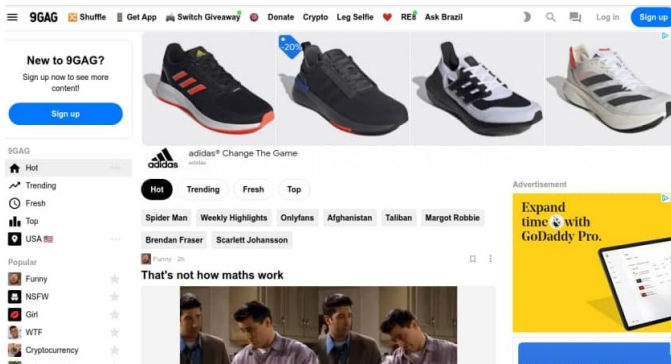 9GAG Shuffle Get App Switch Giveaway Donate Crypto Leg Selfie Ask Brazil Log in Sign up
New to 9GAG?
Sign up now to see more
content!
Sign up
-20%
adidas
adidas® Change The Game
adidas
9GAG
Hot
Trending
Fresh
Top
USA
Popular
Funny
NSFW
Girl
WTF
Cryptocurrency
Hot Trending Fresh Top
Spider Man Weekly Highlights Onlyfans Afghanistan Taliban Margot Robbie
Brendan Fraser Scarlett Johansson
Funny · 2h
That's not how maths work
Advertisement
Expand
time with
GoDaddy Pro.